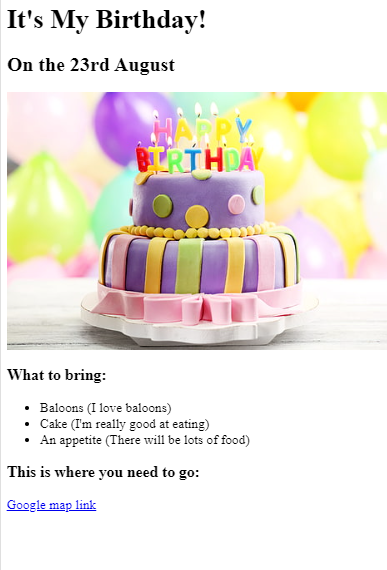 It's My Birthday!
On the 23rd August
HAPPY
BIRTHDAY
What to bring:
Baloons (I love baloons)
Cake (I'm really good at eating)
An appetite (There will be lots of food)
This is where you need to go:
Google map link